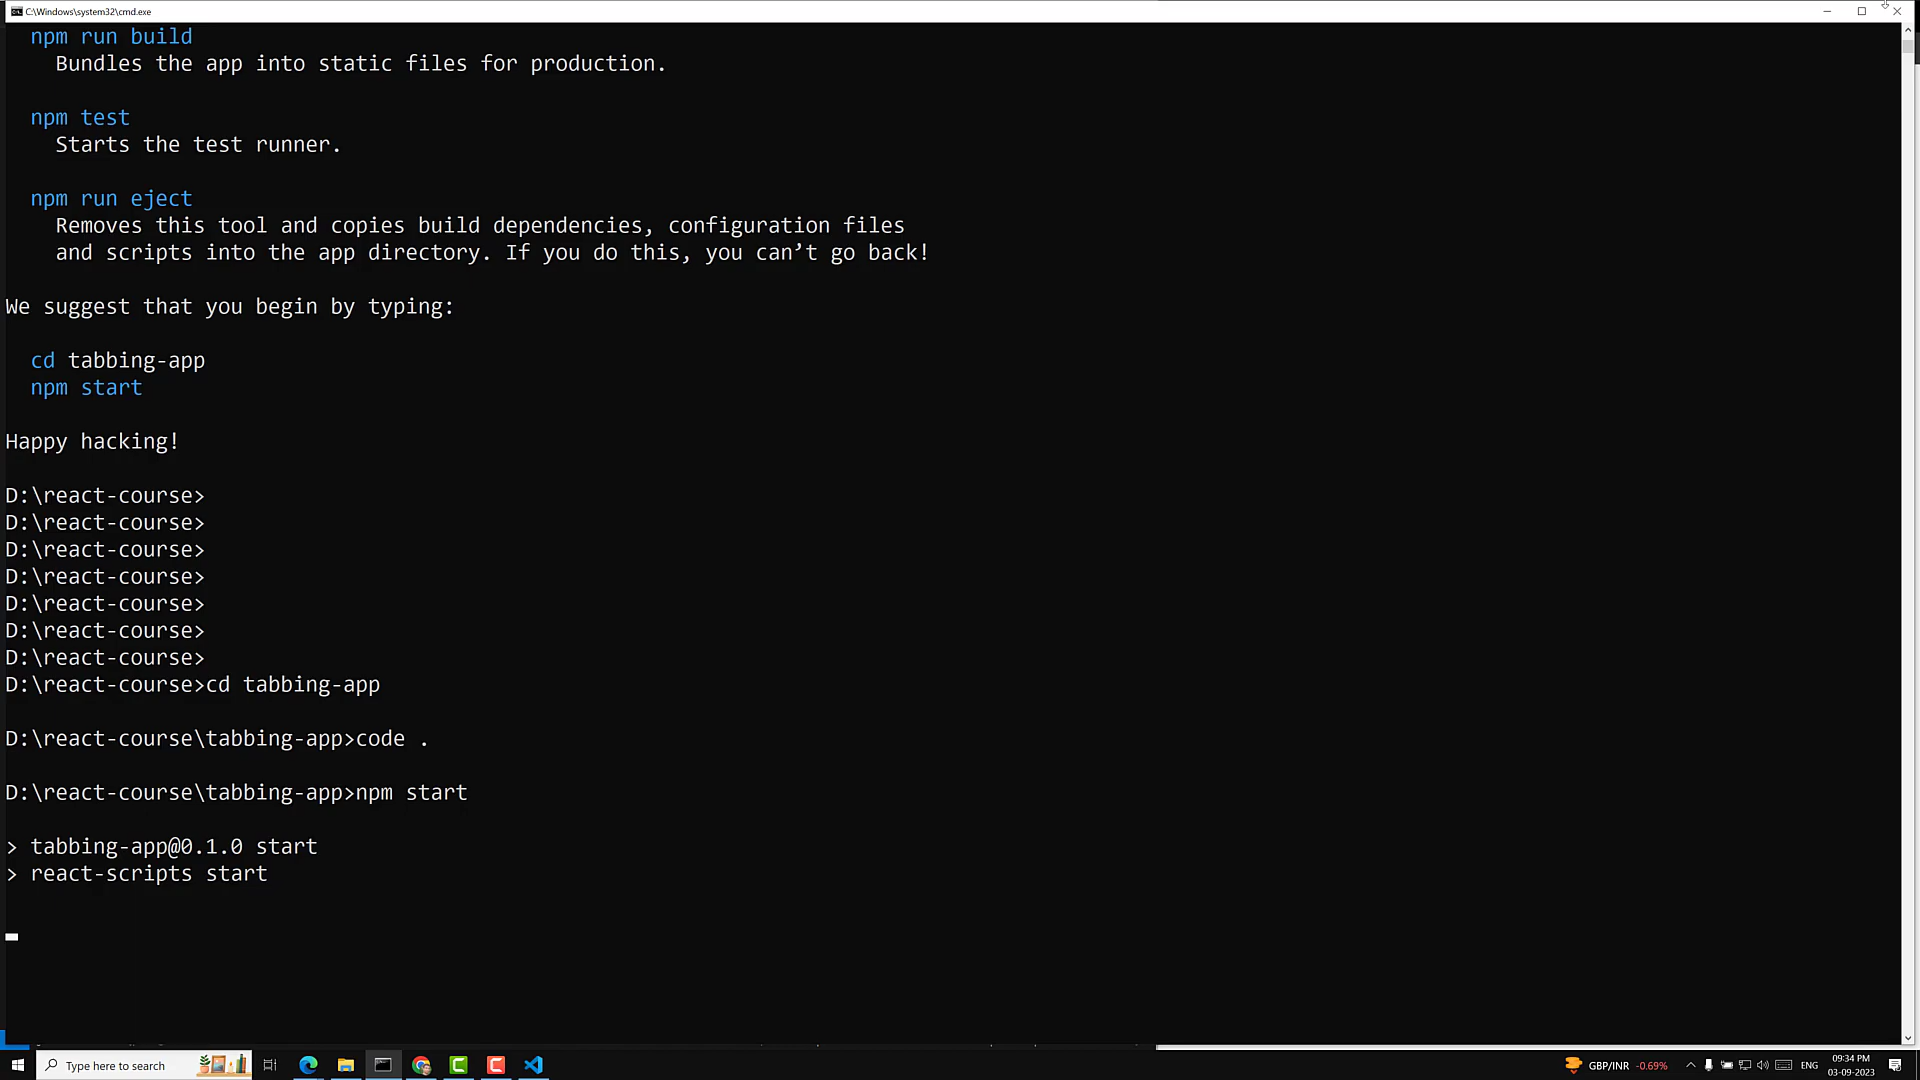 C:\Windows\system32\cmd.exe
npm run build
Bundles the app into static files for production.
npm test
Starts the test runner.
npm run eject
Removes this tool and copies build dependencies, configuration files
and scripts into the app directory. If you do this, you can’t go back!
We suggest that you begin by typing:
cd tabbing-app
npm start
Happy hacking!
D:\react-course>
D:\react-course>
D:\react-course>
D:\react-course>
D:\react-course>
D:\react-course>
D:\react-course>
D:\react-course>cd tabbing-app
D:\react-course\tabbing-app>code .
D:\react-course\tabbing-app>npm start
> tabbing-app@0.1.0 start
> react-scripts start
Type here to search
GBP/INR -0.69%
ENG
09:34 PM
03-09-2023